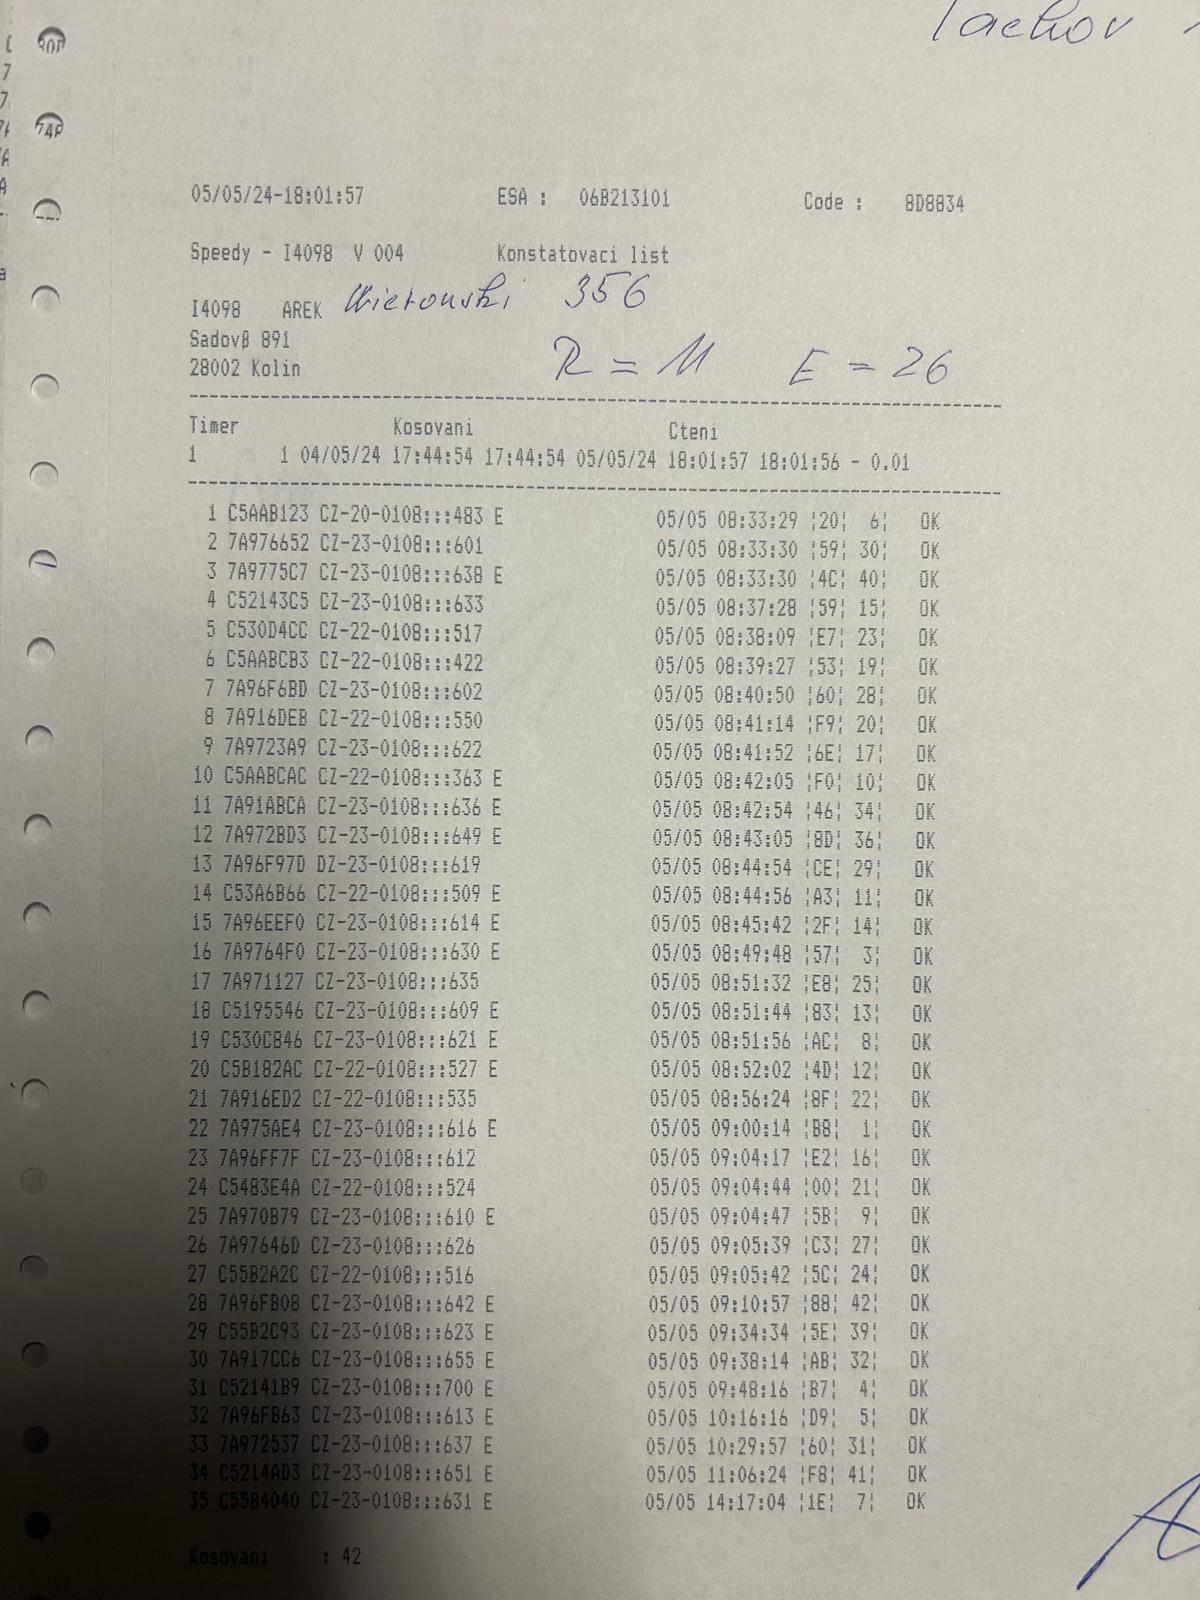 Tachov
05/05/24-18:01:57 ESA : 06B213101 Code : 8D8834
Speedy - I4098 V 004 Konstatovaci list
I4098 AREK 356
Sadovβ 891
28002 Kolin
R = 11 E = 26
Timer Kosovani Cteni
1 1 04/05/24 17:44:54 17:44:54 05/05/24 18:01:57 18:01:56 - 0.01
1 C5AAB123 CZ-20-0108:::483 E 05/05 08:33:29 ¦20¦ 6¦ OK
2 7A976652 CZ-23-0108:::601 05/05 08:33:30 ¦59¦ 30¦ OK
3 7A9775C7 CZ-23-0108:::638 E 05/05 08:33:30 ¦4C¦ 40¦ OK
4 C52143C5 CZ-23-0108:::633 05/05 08:37:28 ¦59¦ 15¦ OK
5 C530D4CC CZ-22-0108:::517 05/05 08:38:09 ¦E7¦ 23¦ OK
6 C5AABCB3 CZ-22-0108:::422 05/05 08:39:27 ¦53¦ 19¦ OK
7 7A96F6BD CZ-23-0108:::602 05/05 08:40:50 ¦60¦ 28¦ OK
8 7A916DEB CZ-22-0108:::550 05/05 08:41:14 ¦F9¦ 20¦ OK
9 7A9723A9 CZ-23-0108:::622 05/05 08:41:52 ¦6E¦ 17¦ OK
10 C5AABCAC CZ-22-0108:::363 E 05/05 08:42:05 ¦F0¦ 10¦ OK
11 7A91ABCA CZ-23-0108:::636 E 05/05 08:42:54 ¦46¦ 34¦ OK
12 7A972BD3 CZ-23-0108:::649 E 05/05 08:43:05 ¦8D¦ 36¦ OK
13 7A96F97D DZ-23-0108:::619 05/05 08:44:54 ¦CE¦ 29¦ OK
14 C53A6B66 CZ-22-0108:::509 E 05/05 08:44:56 ¦A3¦ 11¦ OK
15 7A96EEF0 CZ-23-0108:::614 E 05/05 08:45:42 ¦2F¦ 14¦ OK
16 7A9764F0 CZ-23-0108:::630 E 05/05 08:49:48 ¦57¦ 3¦ OK
17 7A971127 CZ-23-0108:::635 05/05 08:51:32 ¦E8¦ 25¦ OK
18 C5195546 CZ-23-0108:::609 E 05/05 08:51:44 ¦83¦ 13¦ OK
19 C530C846 CZ-23-0108:::621 E 05/05 08:51:56 ¦AC¦ 8¦ OK
20 C5B182AC CZ-22-0108:::527 E 05/05 08:52:02 ¦4D¦ 12¦ OK
21 7A916ED2 CZ-22-0108:::535 05/05 08:56:24 ¦8F¦ 22¦ OK
22 7A975AE4 CZ-23-0108:::616 E 05/05 09:00:14 ¦B8¦ 1¦ OK
23 7A96FF7F CZ-23-0108:::612 05/05 09:04:17 ¦E2¦ 16¦ OK
24 C5483E4A CZ-22-0108:::524 05/05 09:04:44 ¦00¦ 21¦ OK
25 7A970B79 CZ-23-0108:::610 E 05/05 09:04:47 ¦5B¦ 9¦ OK
26 7A97646D CZ-23-0108:::626 05/05 09:05:39 ¦C3¦ 27¦ OK
27 C55B2A2C CZ-22-0108:::516 05/05 09:05:42 ¦5C¦ 24¦ OK
28 7A96FB08 CZ-23-0108:::642 E 05/05 09:10:57 ¦88¦ 42¦ OK
29 C55B2C93 CZ-23-0108:::623 E 05/05 09:34:34 ¦5E¦ 39¦ OK
30 7A917CC6 CZ-23-0108:::655 E 05/05 09:38:14 ¦AB¦ 32¦ OK
31 C52141B9 CZ-23-0108:::700 E 05/05 09:48:16 ¦B7¦ 4¦ OK
32 7A96FB63 CZ-23-0108:::613 E 05/05 10:16:16 ¦D9¦ 5¦ OK
33 7A972537 CZ-23-0108:::637 E 05/05 10:29:57 ¦60¦ 31¦ OK
34 C5214AD3 CZ-23-0108:::651 E 05/05 11:06:24 ¦F8¦ 41¦ OK
35 C55B4040 CZ-23-0108:::631 E 05/05 14:17:04 ¦1E¦ 7¦ OK
Kosovani : 42